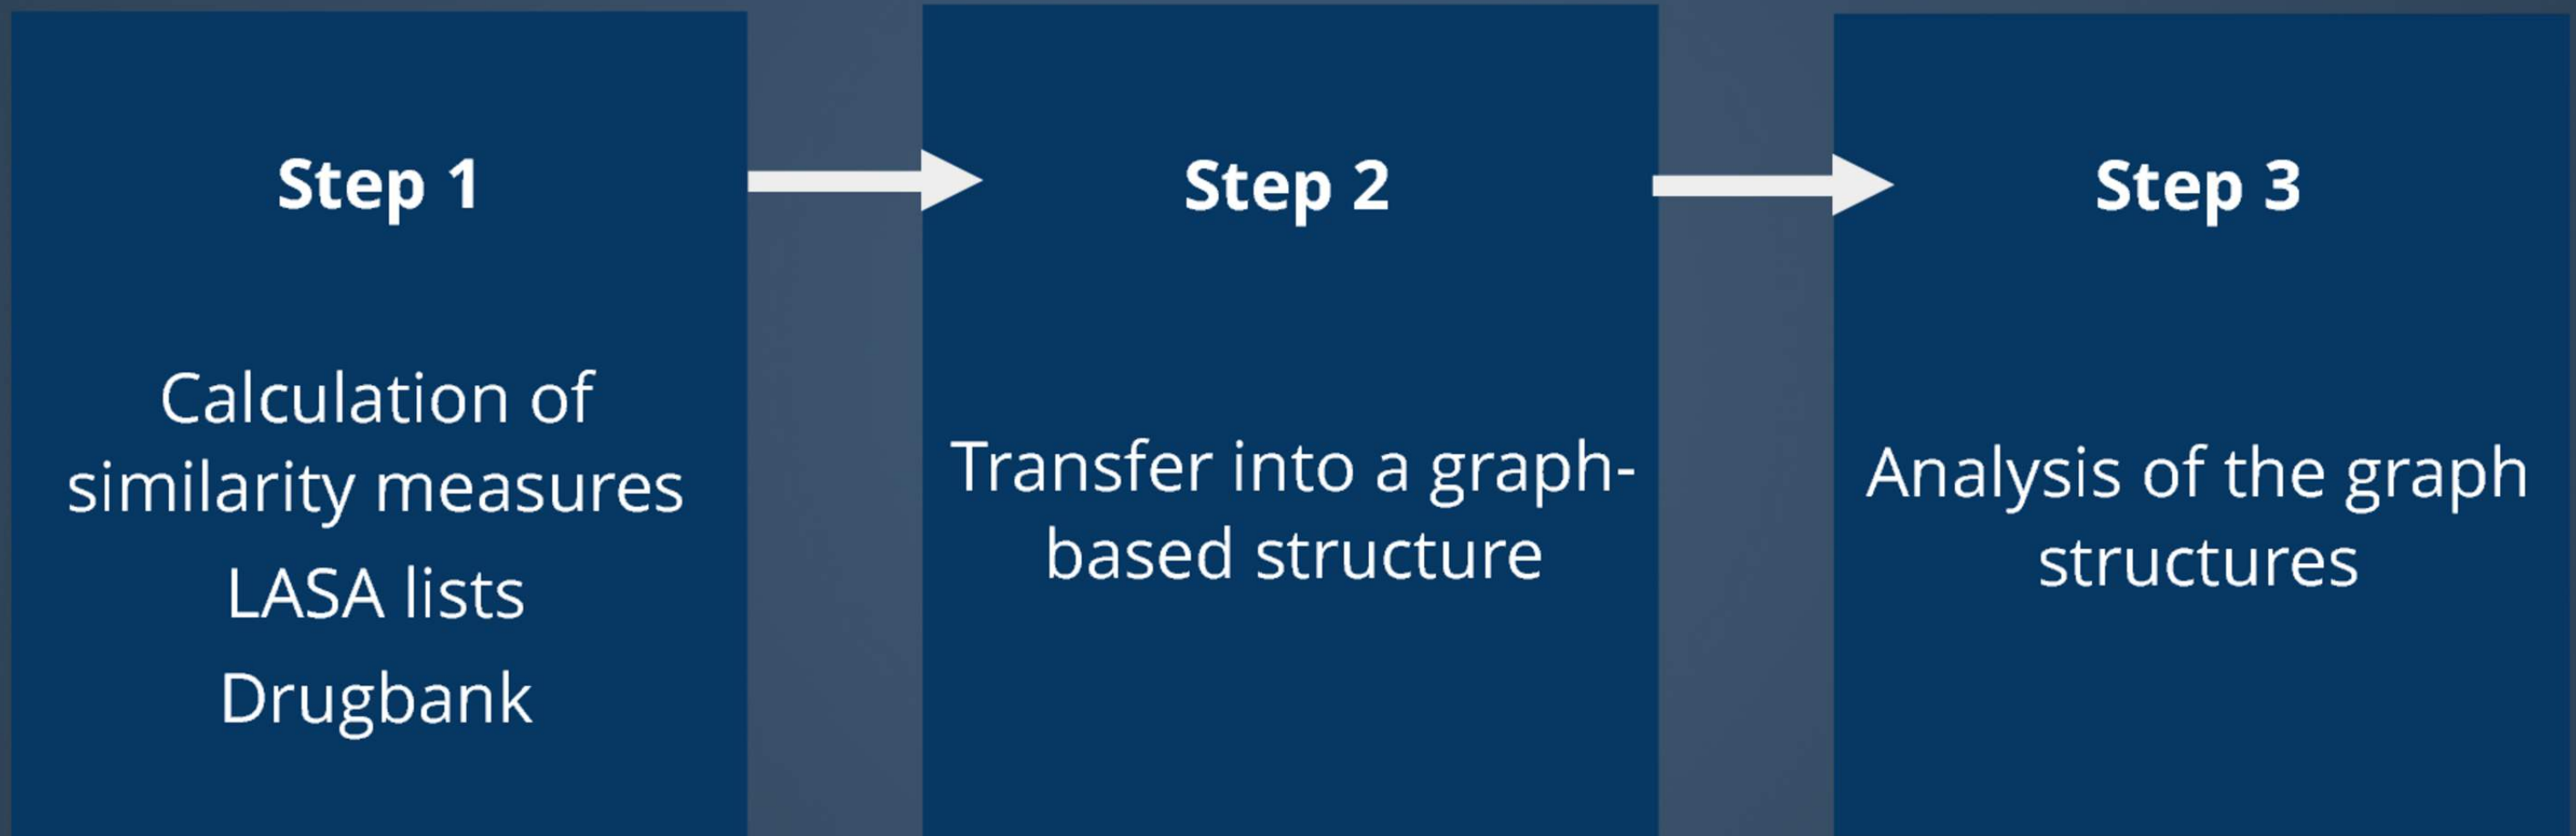 Step 1
Calculation of
similarity measures
LASA lists
Drugbank
Step 2
Transfer into a graph-
based structure
Step 3
Analysis of the graph
structures